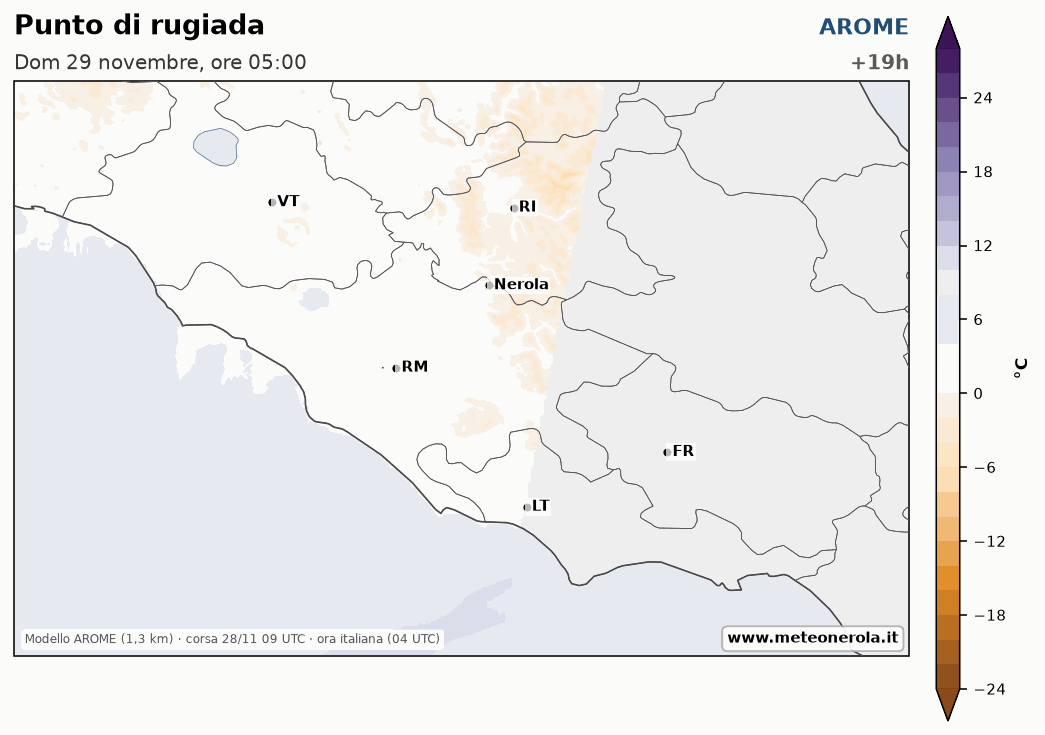 Punto di rugiada
AROME
Dom 29 novembre, ore 05:00
+19h
VT
RI
Nerola
RM
FR
LT
24
18
12
6
0
−6
−12
−18
−24
°C
Modello AROME (1,3 km) · corsa 28/11 09 UTC · ora italiana (04 UTC)
www.meteonerola.it